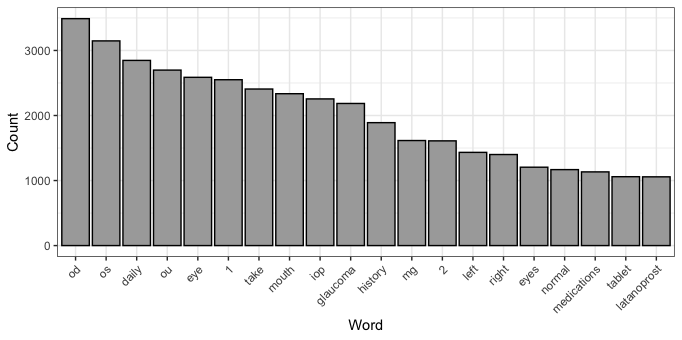 Count
3000
2000
1000
0
od os daily ou eye 1 take mouth iop glaucoma history mg 2 left right eyes normal medications tablet latanoprost
Word